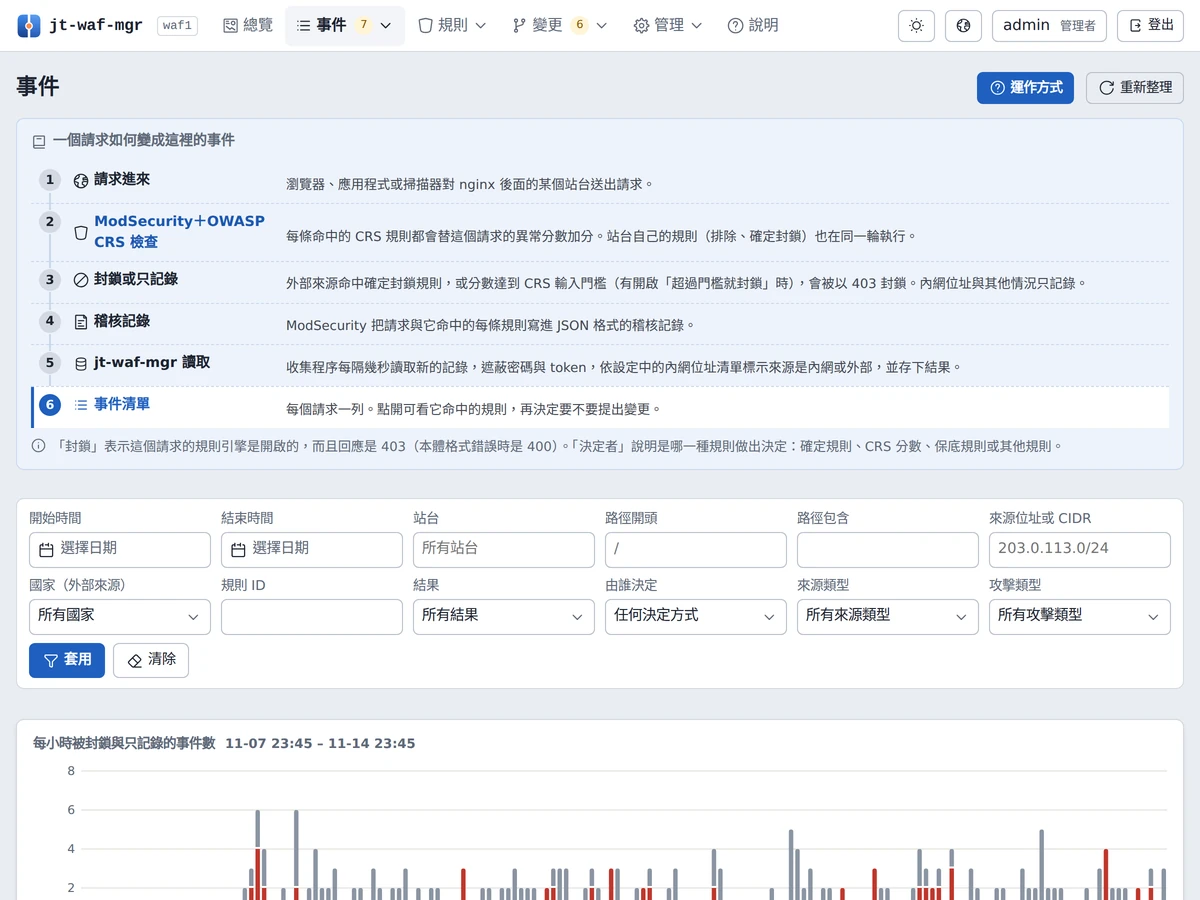 jt-waf-mgr waf1 總覽 事件 7 規則 變更 6 管理 說明 admin 管理者 登出
事件 運作方式 重新整理
一個請求如何變成這裡的事件
1 請求進來 瀏覽器、應用程式或掃描器對 nginx 後面的某個站台送出請求。
2 ModSecurity＋OWASP
CRS 檢查 每條命中的 CRS 規則都會替這個請求的異常分數加分。站台自己的規則（排除、確定封鎖）也在同一輪執行。
3 封鎖或只記錄 外部來源命中確定封鎖規則，或分數達到 CRS 輸入門檻（有開啟「超過門檻就封鎖」時），會被以 403 封鎖。內網位址與其他情況只記錄。
4 稽核記錄 ModSecurity 把請求與它命中的每條規則寫進 JSON 格式的稽核記錄。
5 jt-waf-mgr 讀取 收集程序每隔幾秒讀取新的記錄，遮蔽密碼與 token，依設定中的內網位址清單標示來源是內網或外部，並存下結果。
6 事件清單 每個請求一列。點開可看它命中的規則，再決定要不要提出變更。
「封鎖」表示這個請求的規則引擎是開啟的，而且回應是 403（本體格式錯誤時是 400）。「決定者」說明是哪一種規則做出決定：確定規則、CRS 分數、保底規則或其他規則。
開始時間 結束時間 站台 路徑開頭 路徑包含 來源位址或 CIDR
選擇日期 選擇日期 所有站台 / 203.0.113.0/24
國家（外部來源） 規則 ID 結果 由誰決定 來源類型 攻擊類型
所有國家 所有結果 任何決定方式 所有來源類型 所有攻擊類型
套用 清除
每小時被封鎖與只記錄的事件數 11-07 23:45 – 11-14 23:45
8
6
4
2